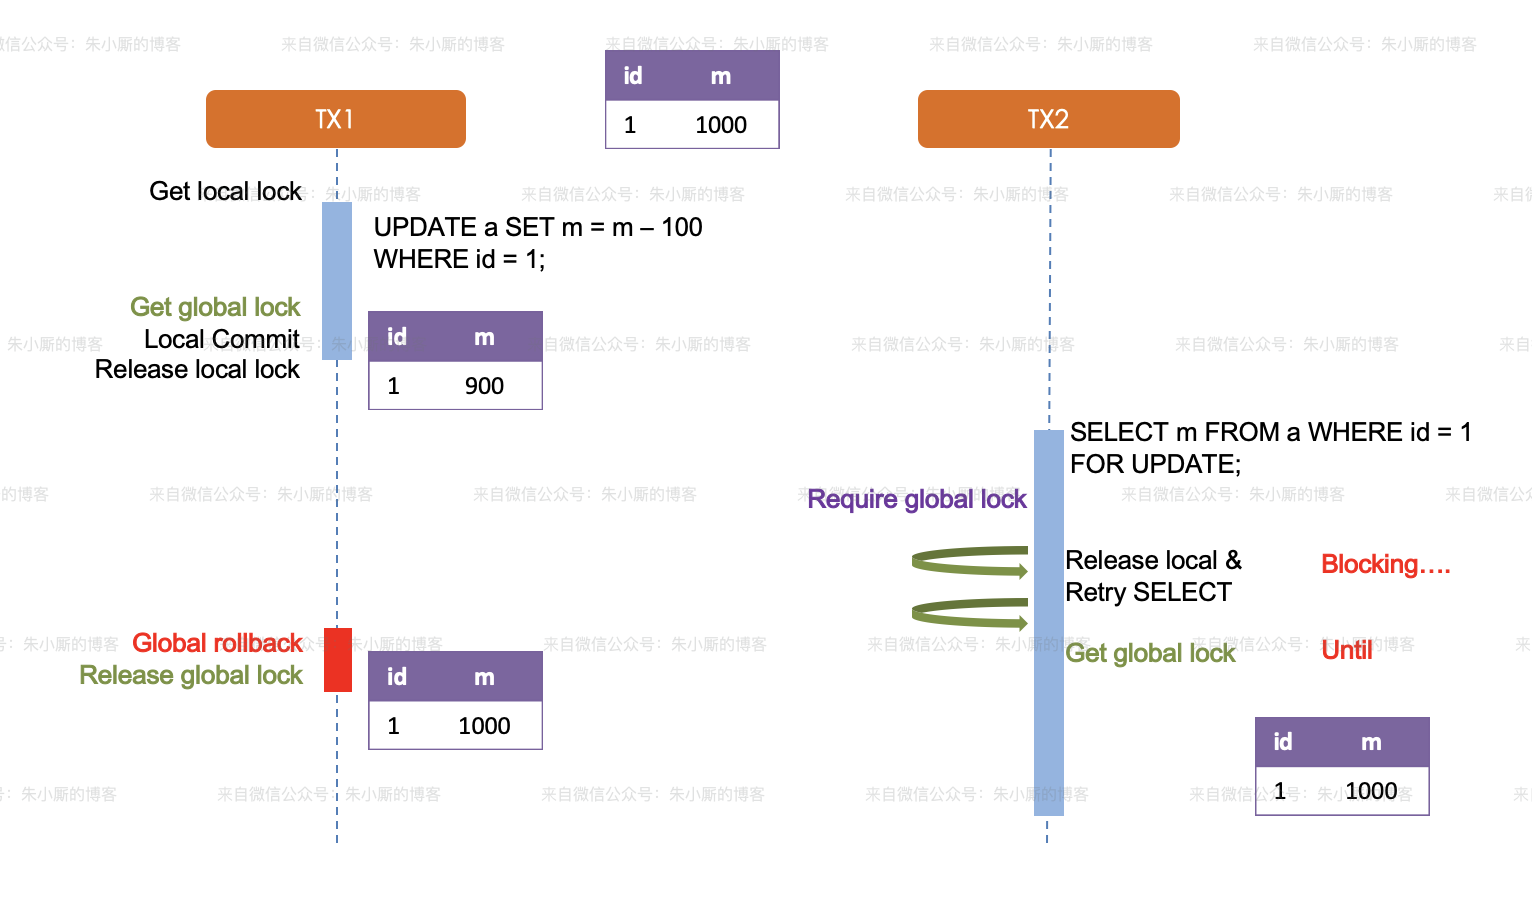 来自微信公众号：朱小厮的博客
id m
1 1000
TX1
TX2
Get local lock
UPDATE a SET m = m – 100
WHERE id = 1;
Get global lock
Local Commit
Release local lock
id m
1 900
SELECT m FROM a WHERE id = 1
FOR UPDATE;
Require global lock
Release local &
Retry SELECT
Blocking....
Global rollback
Release global lock
Get global lock
Until
id m
1 1000
id m
1 1000